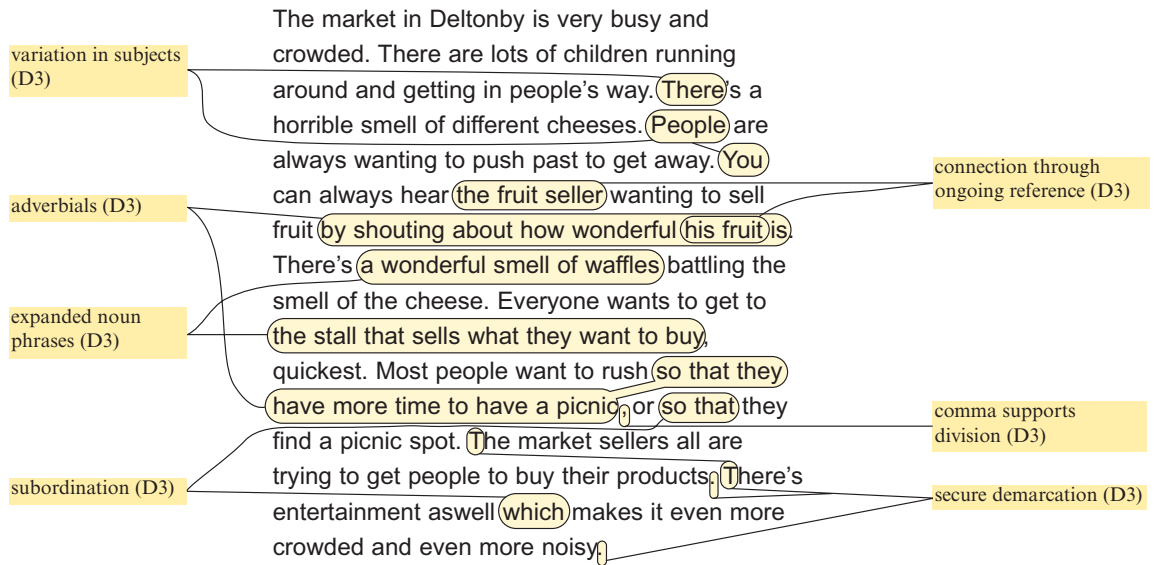 The market in Deltonby is very busy and
crowded. There are lots of children running
around and getting in people's way. There's a
horrible smell of different cheeses. People are
always wanting to push past to get away. You
can always hear the fruit seller wanting to sell
fruit by shouting about how wonderful his fruit is.
There's a wonderful smell of waffles battling the
smell of the cheese. Everyone wants to get to
the stall that sells what they want to buy,
quickest. Most people want to rush so that they
have more time to have a picnic, or so that they
find a picnic spot. The market sellers all are
trying to get people to buy their products. There's
entertainment aswell which makes it even more
crowded and even more noisy.
variation in subjects
(D3)
adverbials (D3)
expanded noun
phrases (D3)
subordination (D3)
connection through
ongoing reference (D3)
comma supports
division (D3)
secure demarcation (D3)